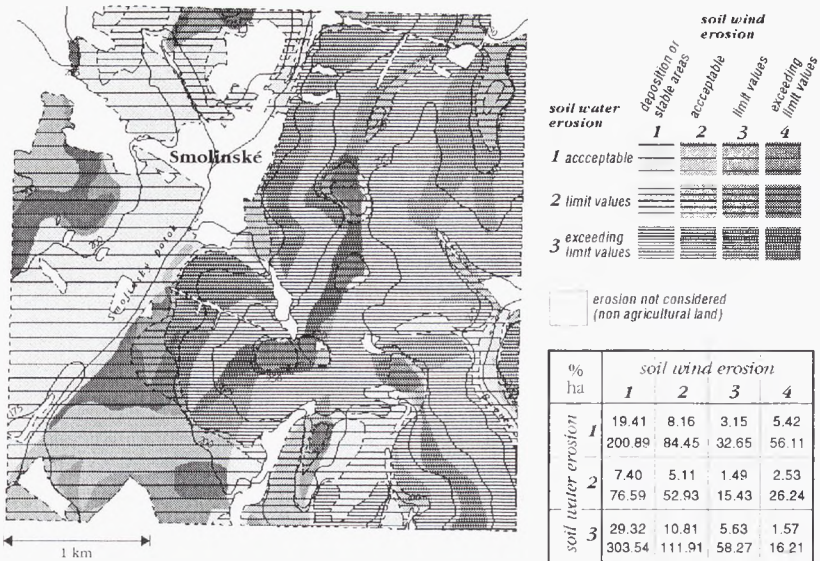 Smolinské
potok
175
1 km
soil wind
erosion
deposition or
stable areas
accceptable
limit values
exceeding
limit values
soil water
erosion
1 2 3 4
1 accceptable
2 limit values
3 exceeding
limit values
erosion not considered
(non agricultural land)
% soil wind erosion
ha 1 2 3 4
soil water erosion
1 19.41 8.16 3.15 5.42
200.89 84.45 32.65 56.11
2 7.40 5.11 1.49 2.53
76.59 52.93 15.43 26.24
3 29.32 10.81 5.63 1.57
303.54 111.91 58.27 16.21